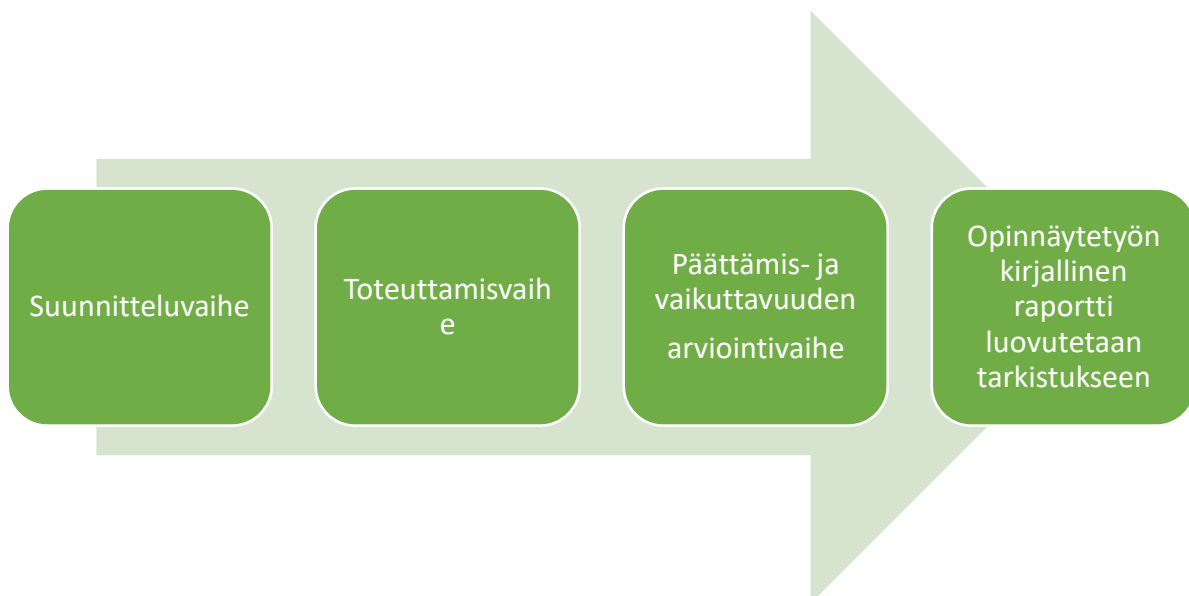 Suunnitteluvaihe
Toteuttamisvaih
e
Päättämis- ja
vaikuttavuuden
arviointivaihe
Opinnäytetyön
kirjallinen
raportti
luovutetaan
tarkistukseen